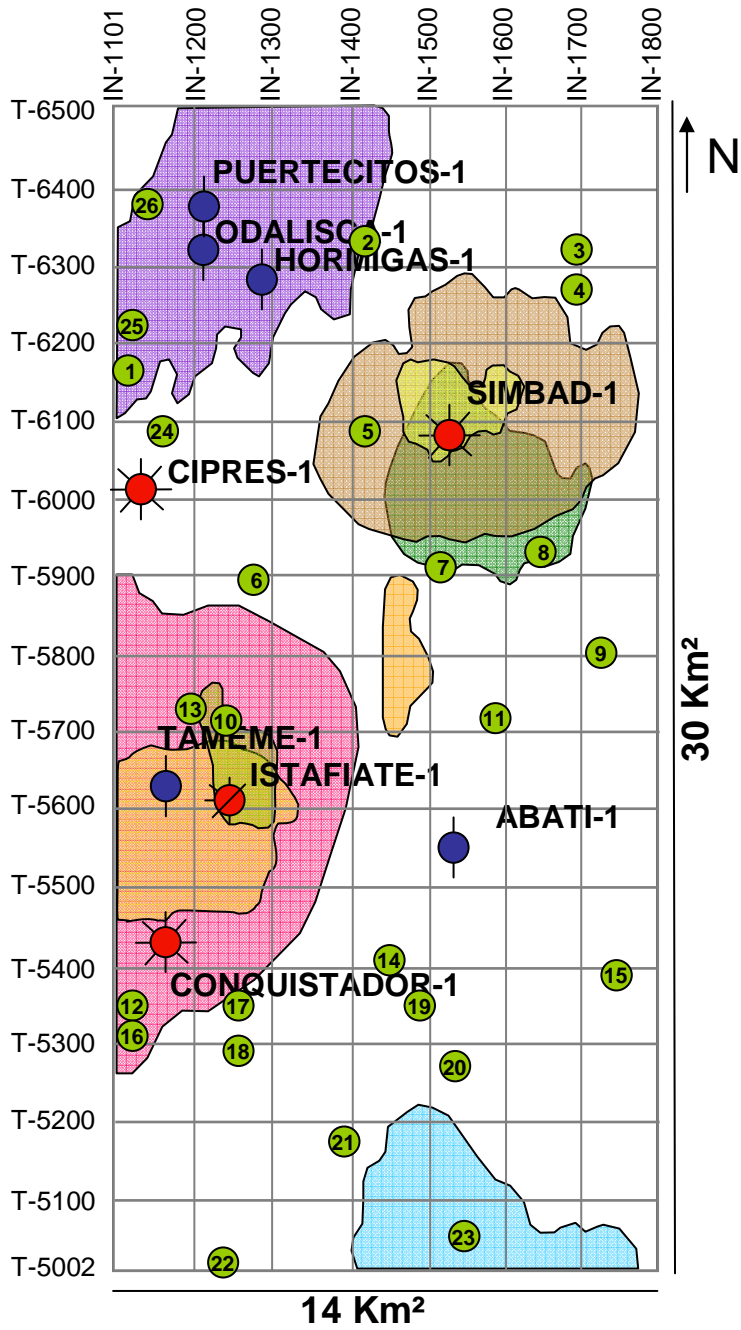 IN-1101
IN-1200
IN-1300
IN-1400
IN-1500
IN-1600
IN-1700
IN-1800
T-6500
N
PUERTECITOS-1
T-6400
26
ODALISCA-1
2
3
HORMIGAS-1
T-6300
4
25
T-6200
1
SIMBAD-1
T-6100
24
5
CIPRES-1
T-6000
8
7
T-5900
6
9
T-5800
13
10
11
T-5700
TAMEME-1
ISTAFIATE-1
30 Km²
T-5600
ABATI-1
T-5500
14
T-5400
15
CONQUISTADOR-1
12
17
19
16
T-5300
18
20
T-5200
21
T-5100
23
T-5002
22
14 Km²